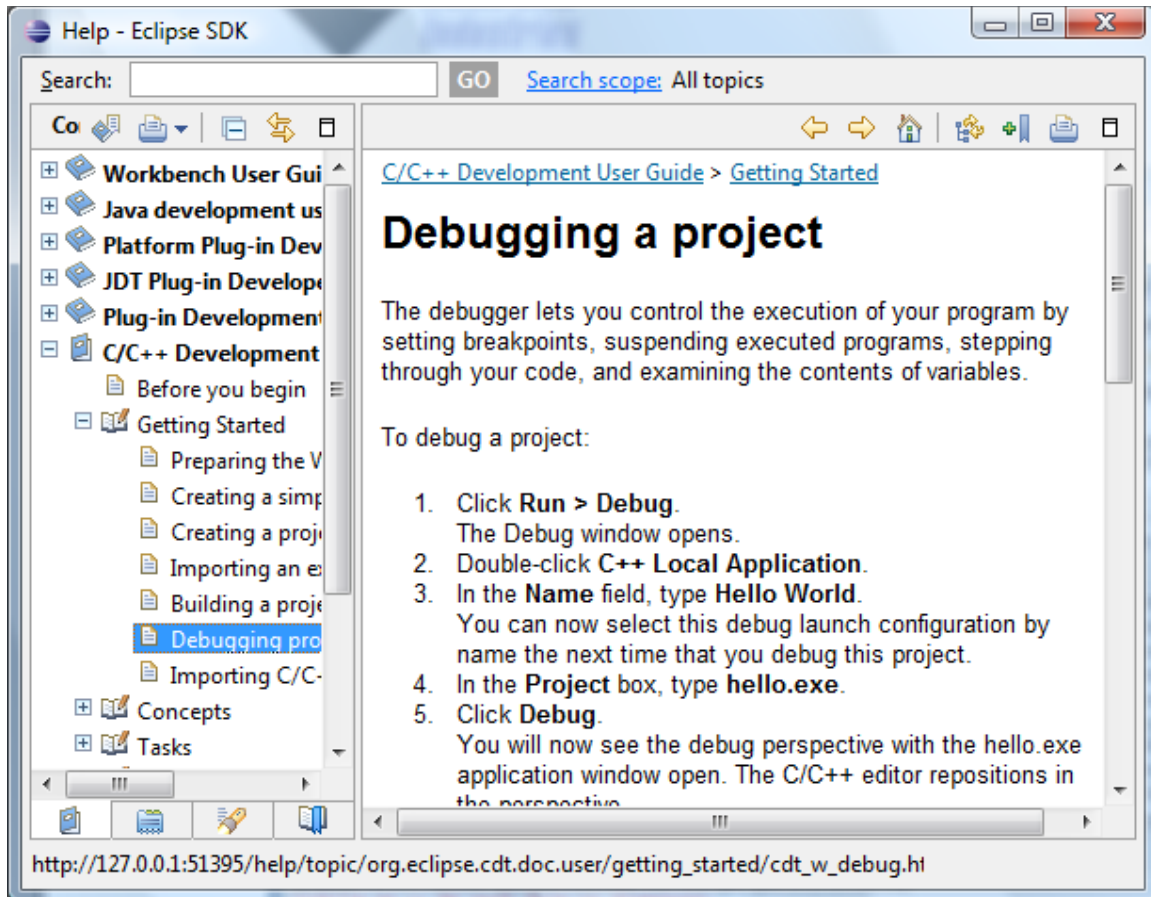 Help - Eclipse SDK
Search: GO Search scope: All topics
Co
Workbench User Gui
Java development us
Platform Plug-in Dev
JDT Plug-in Develope
Plug-in Development
C/C++ Development
Before you begin
Getting Started
Preparing the W
Creating a simp
Creating a proje
Importing an ex
Building a proje
Debugging pro
Importing C/C-
Concepts
Tasks
C/C++ Development User Guide > Getting Started
Debugging a project
The debugger lets you control the execution of your program by
setting breakpoints, suspending executed programs, stepping
through your code, and examining the contents of variables.
To debug a project:
1. Click Run > Debug.
The Debug window opens.
2. Double-click C++ Local Application.
3. In the Name field, type Hello World.
You can now select this debug launch configuration by
name the next time that you debug this project.
4. In the Project box, type hello.exe.
5. Click Debug.
You will now see the debug perspective with the hello.exe
application window open. The C/C++ editor repositions in
the perspective.
http://127.0.0.1:51395/help/topic/org.eclipse.cdt.doc.user/getting_started/cdt_w_debug.ht